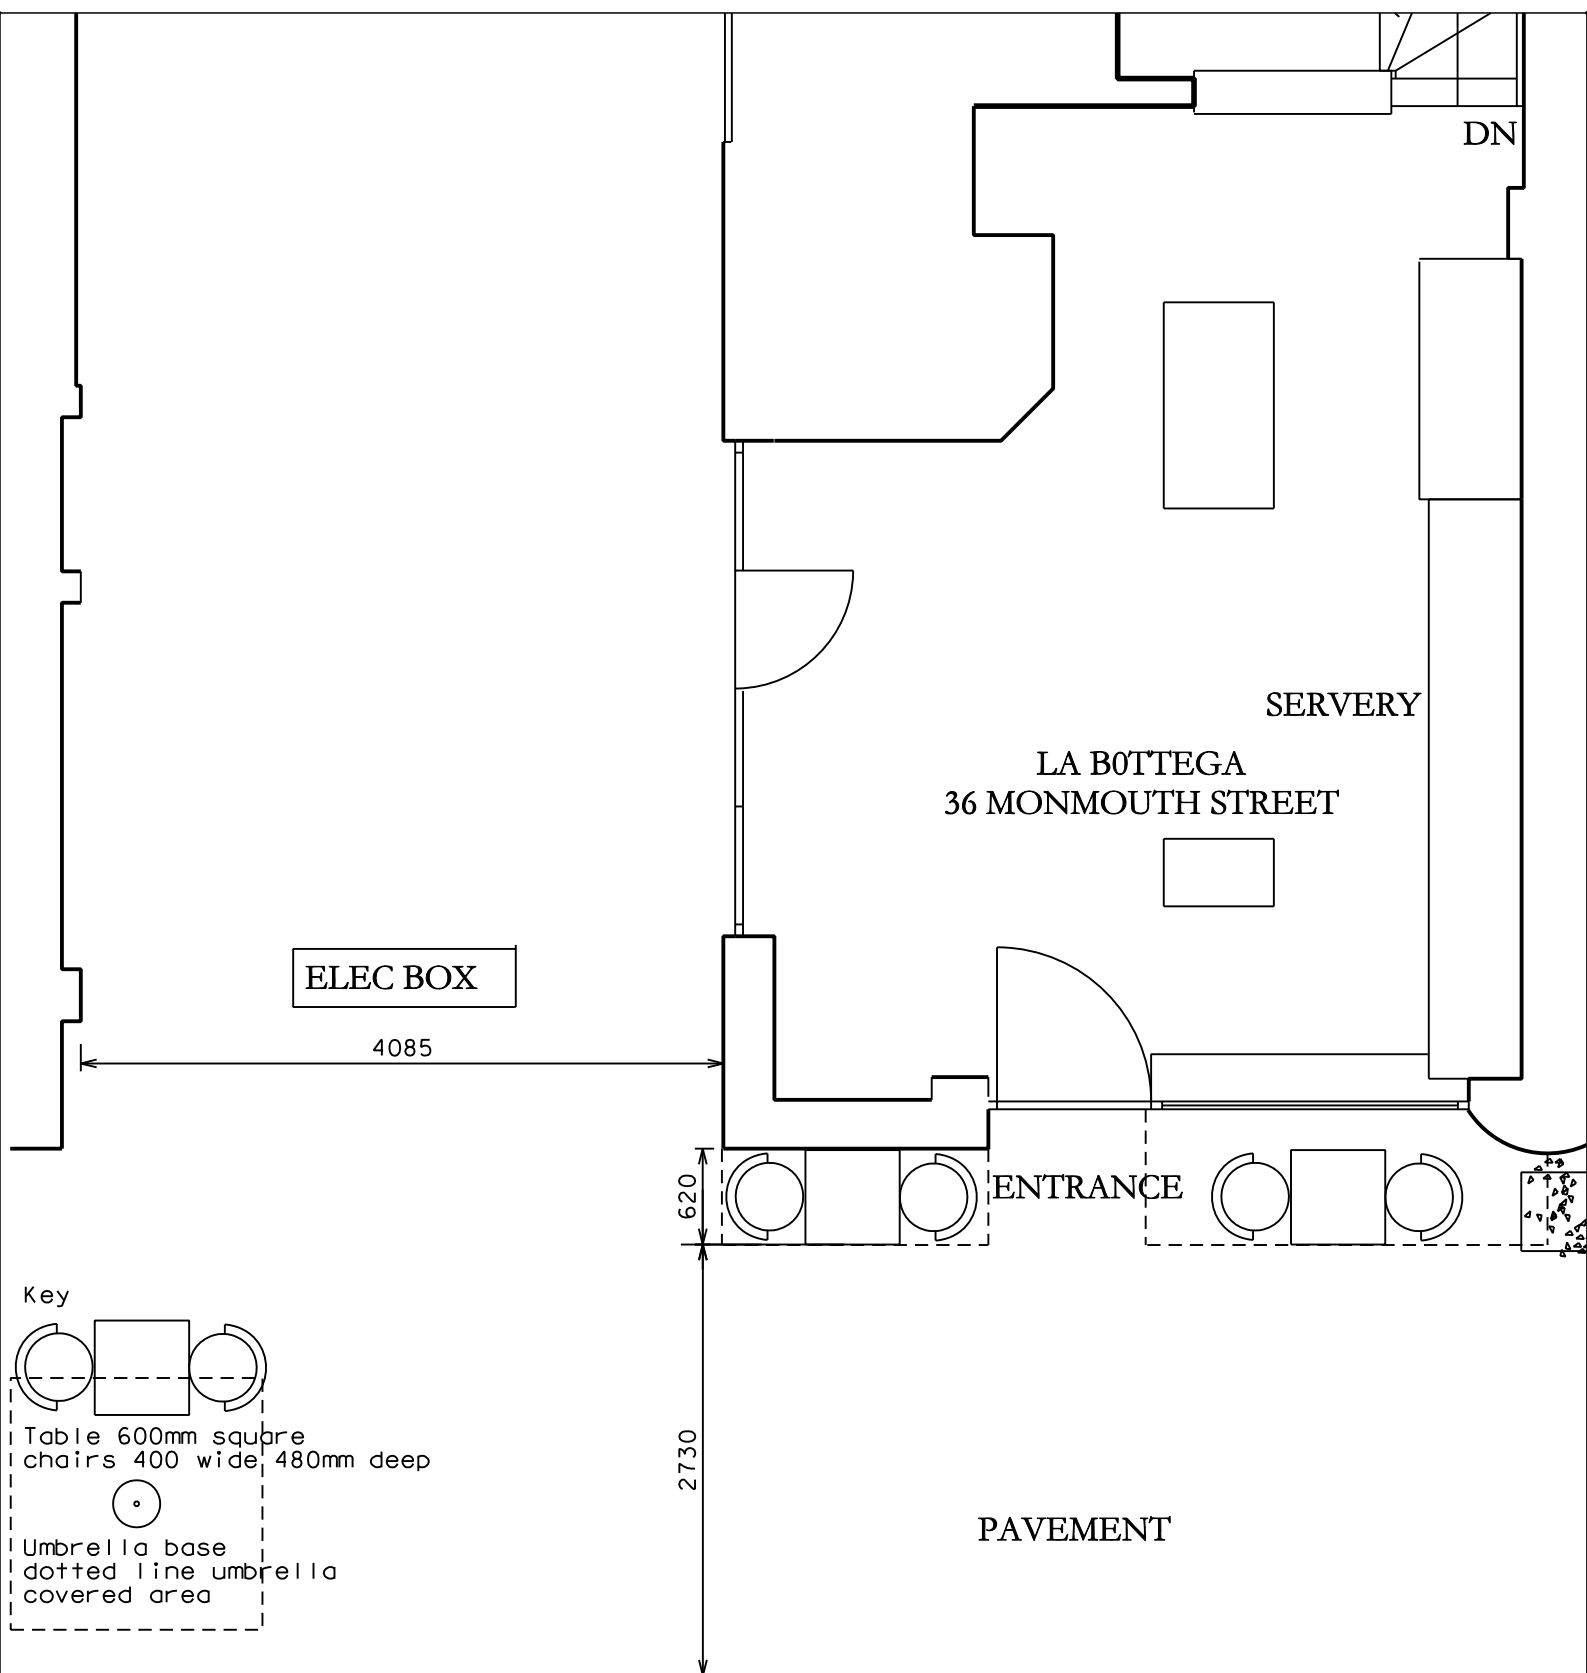 DN
SERVERY
LA B0TTEGA
36 MONMOUTH STREET
ELEC BOX
4085
620
ENTRANCE
Key
Table 600mm square
chairs 400 wide 480mm deep
2730
PAVEMENT
Umbrella base
dotted line umbrella
covered area